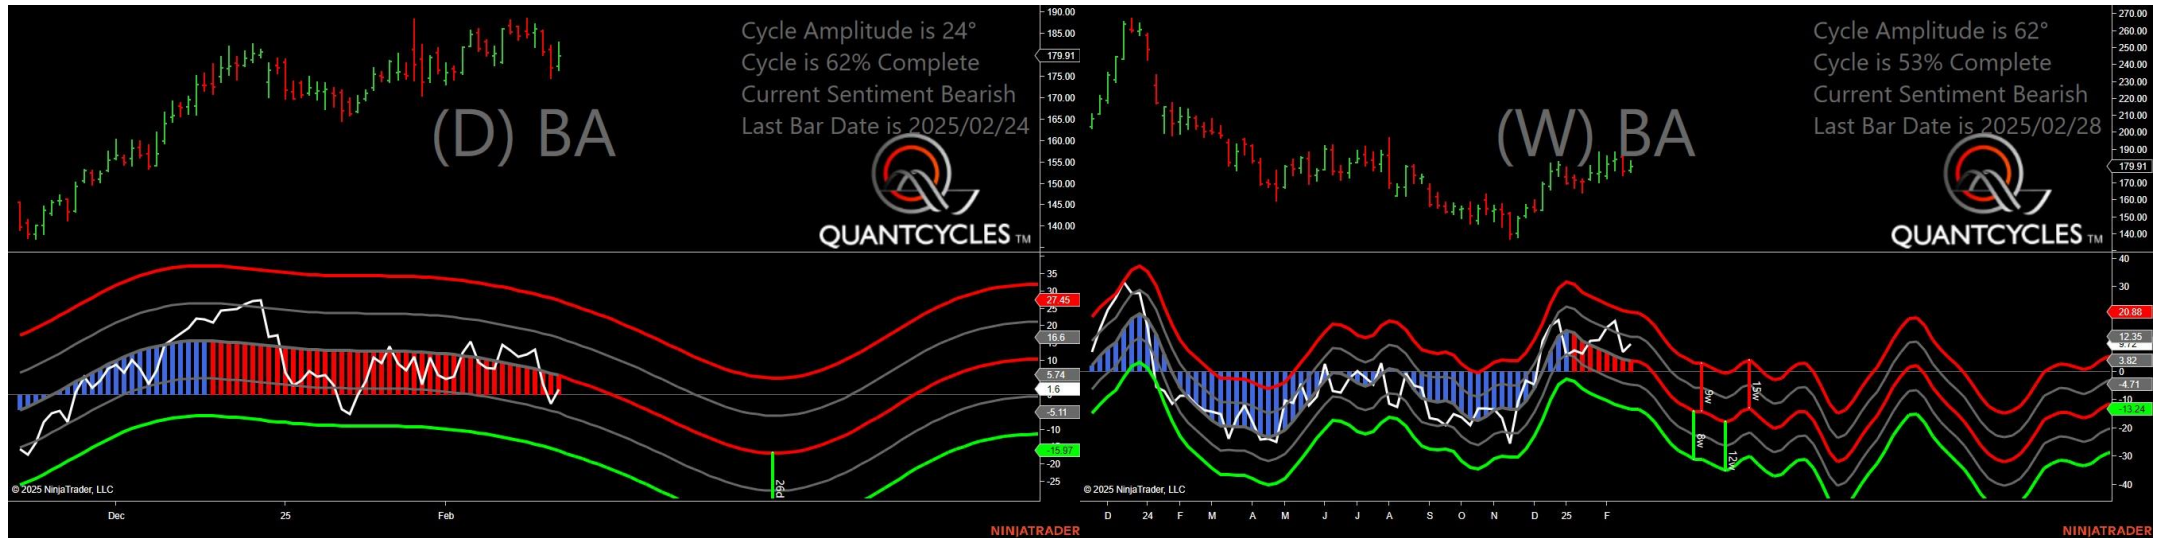 Cycle Amplitude is 24°
Cycle is 62% Complete
Current Sentiment Bearish
Last Bar Date is 2025/02/24
(D) BA
QUANTCYCLES TM
190.00
185.00
179.91
175.00
170.00
165.00
160.00
155.00
150.00
145.00
140.00
35
30
27.45
25
20
16.6
10
5.74
1.6
-5.11
-10
-15.97
-20
-25
26d
© 2025 NinjaTrader, LLC
Dec
25
Feb
NINJATRADER
Cycle Amplitude is 62°
Cycle is 53% Complete
Current Sentiment Bearish
Last Bar Date is 2025/02/28
(W) BA
QUANTCYCLES TM
270.00
260.00
250.00
240.00
230.00
220.00
210.00
200.00
190.00
179.91
170.00
160.00
150.00
140.00
40
30
20.88
12.35
9.72
3.82
0
-4.71
-10
-13.24
-20
-30
-40
9w
15w
8w
12w
© 2025 NinjaTrader, LLC
D 24 F M A M J J A S O N D 25 F
NINJATRADER